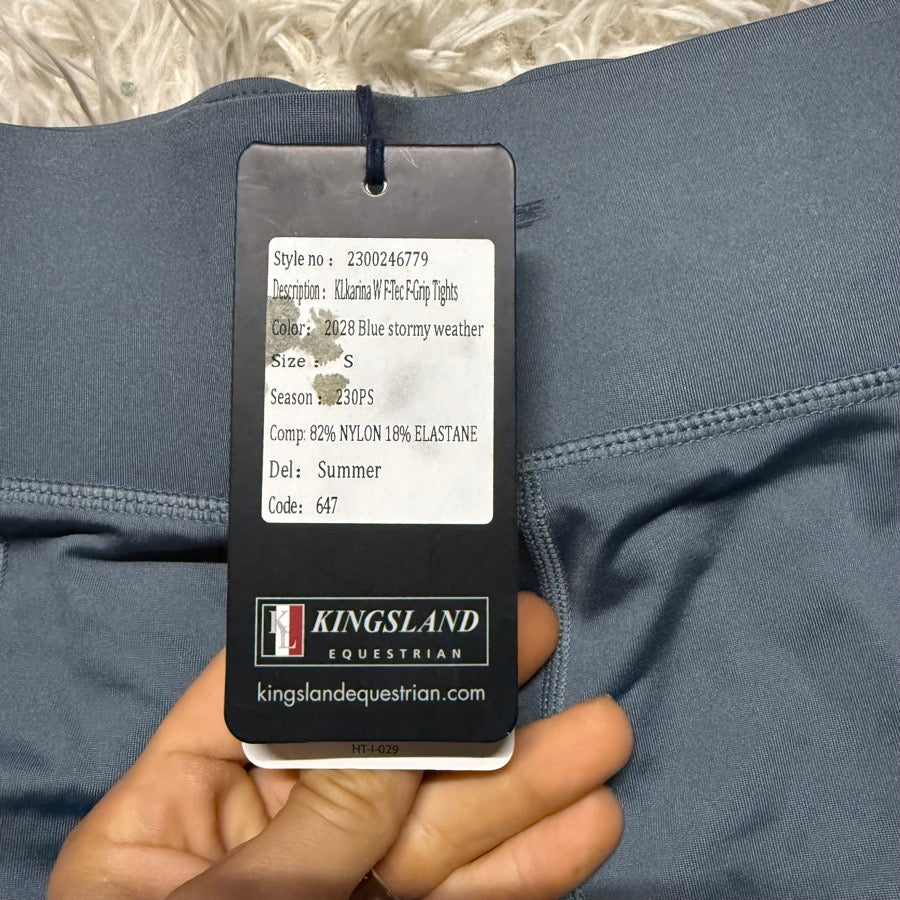 Style no : 2300246779
Description : KLkarina W F-Tec F-Grip Tights
Color: 2028 Blue stormy weather
Size : S
Season : 230PS
Comp: 82% NYLON 18% ELASTANE
Del: Summer
Code: 647
KL KINGSLAND
EQUESTRIAN
kingslandequestrian.com
HT-I-029